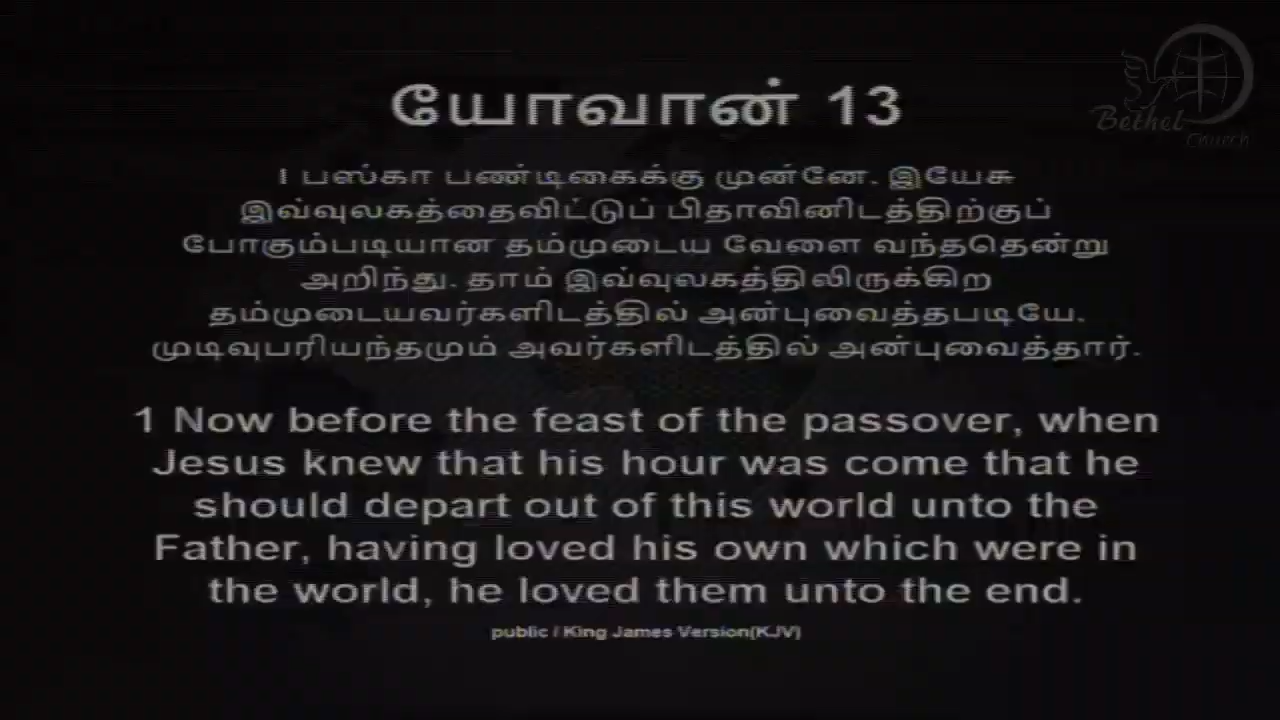 Bethel
Church
யோவான் 13
1 பஸ்கா பண்டிகைக்கு முன்னே, இயேசு
இவ்வுலகத்தைவிட்டுப் பிதாவினிடத்திற்குப்
போகும்படியான தம்முடைய வேளை வந்ததென்று
அறிந்து, தாம் இவ்வுலகத்திலிருக்கிற
தம்முடையவர்களிடத்தில் அன்புவைத்தபடியே,
முடிவுபரியந்தமும் அவர்களிடத்தில் அன்புவைத்தார்.
1 Now before the feast of the passover, when
Jesus knew that his hour was come that he
should depart out of this world unto the
Father, having loved his own which were in
the world, he loved them unto the end.
public / King James Version(KJV)